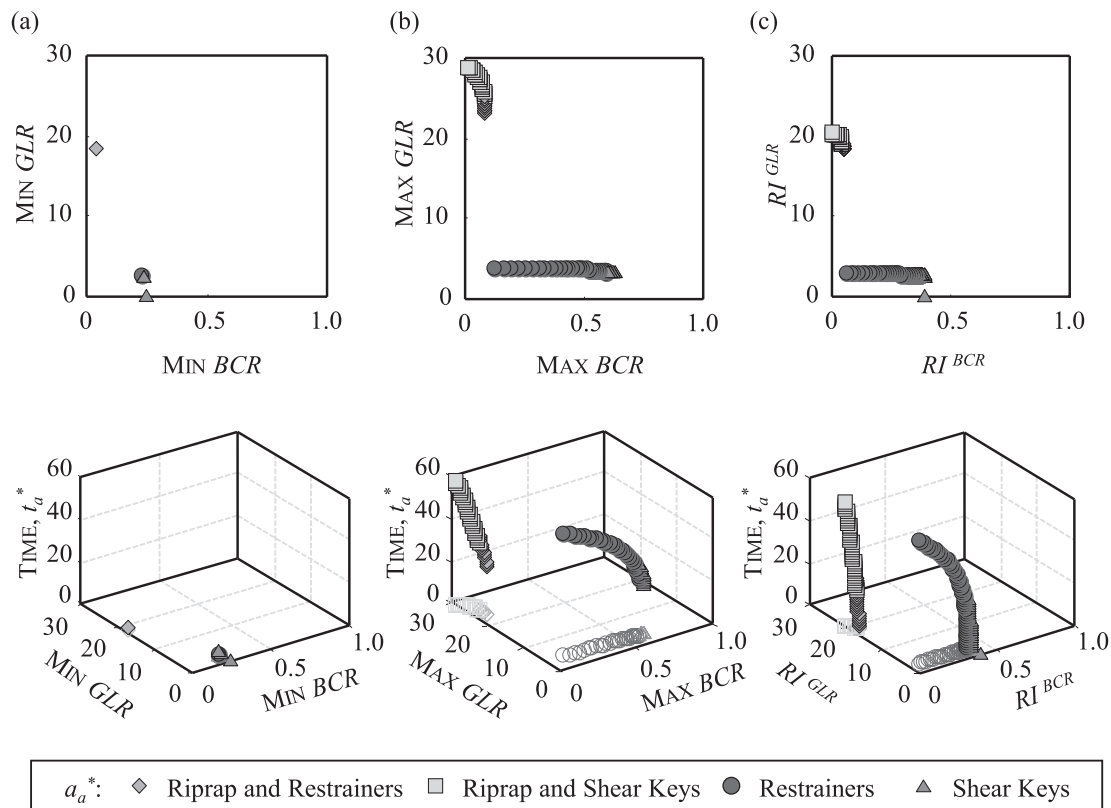 (a)
30
20
10
0
MIN GLR
0 0.5 1.0
MIN BCR
(b)
30
20
10
0
MAX GLR
0 0.5 1.0
MAX BCR
(c)
30
20
10
0
RI^GLR
0 0.5 1.0
RI^BCR
60
40
20
0
TIME, t_a^*
30
20
10
0
MIN GLR
0
0.5
1.0
MIN BCR
60
40
20
0
TIME, t_a^*
30
20
10
0
MAX GLR
0
0.5
1.0
MAX BCR
60
40
20
0
TIME, t_a^*
30
20
10
0
RI^GLR
0
0.5
1.0
RI^BCR
a_a^*: Riprap and Restrainers Riprap and Shear Keys Restrainers Shear Keys